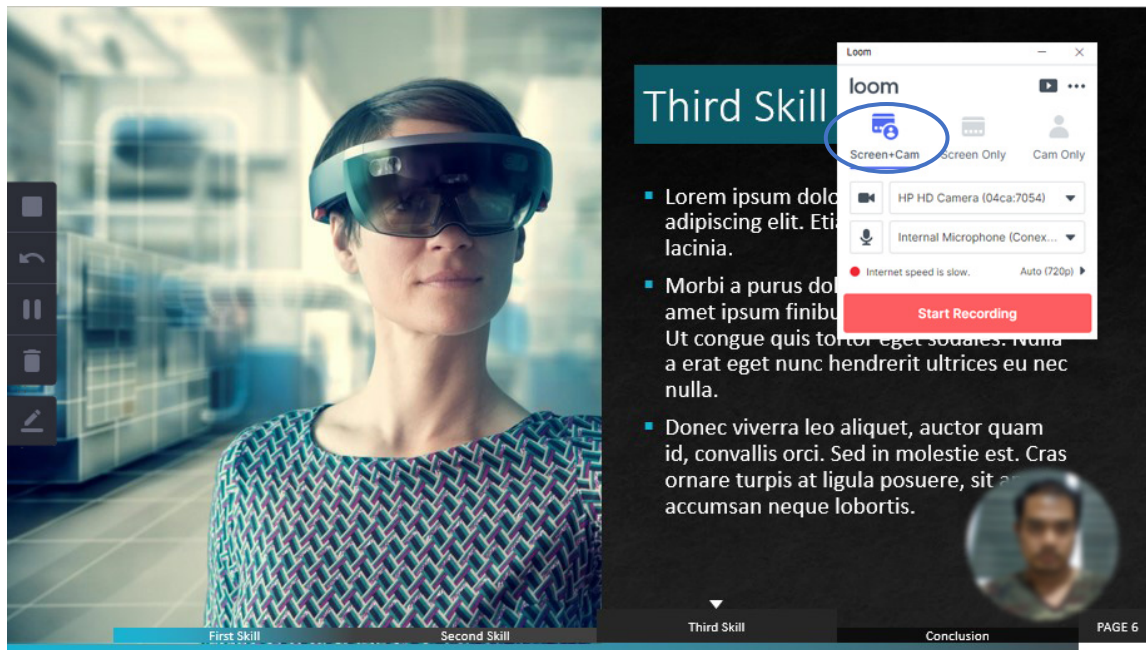 Loom
loom
Screen+Cam
Screen Only
Cam Only
HP HD Camera (04ca:7054)
Internal Microphone (Conex...
Internet speed is slow.
Auto (720p)
Start Recording
Third Skill
Lorem ipsum dolo
adipiscing elit. Etia
lacinia.
Morbi a purus dol
amet ipsum finibu
Ut congue quis tortor eget sodales. Nulla
a erat eget nunc hendrerit ultrices eu nec
nulla.
Donec viverra leo aliquet, auctor quam
id, convallis orci. Sed in molestie est. Cras
ornare turpis at ligula posuere, sit
accumsan neque lobortis.
First Skill
Second Skill
Third Skill
Conclusion
PAGE 6